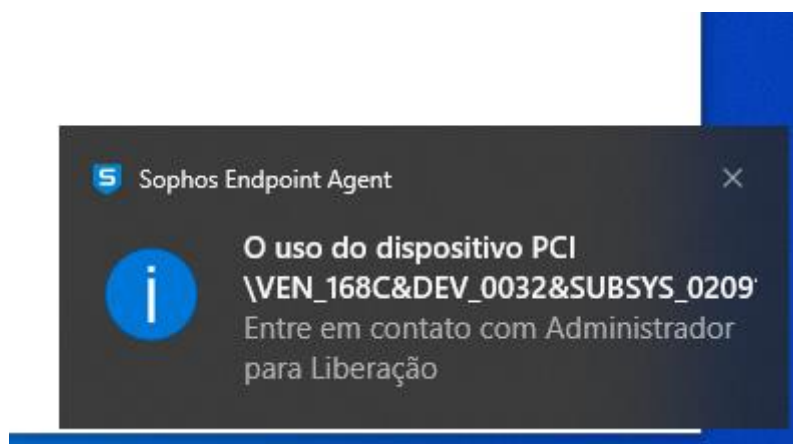 Sophos Endpoint Agent
O uso do dispositivo PCI
\VEN_168C&DEV_0032&SUBSYS_0209
Entre em contato com Administrador
para Liberação